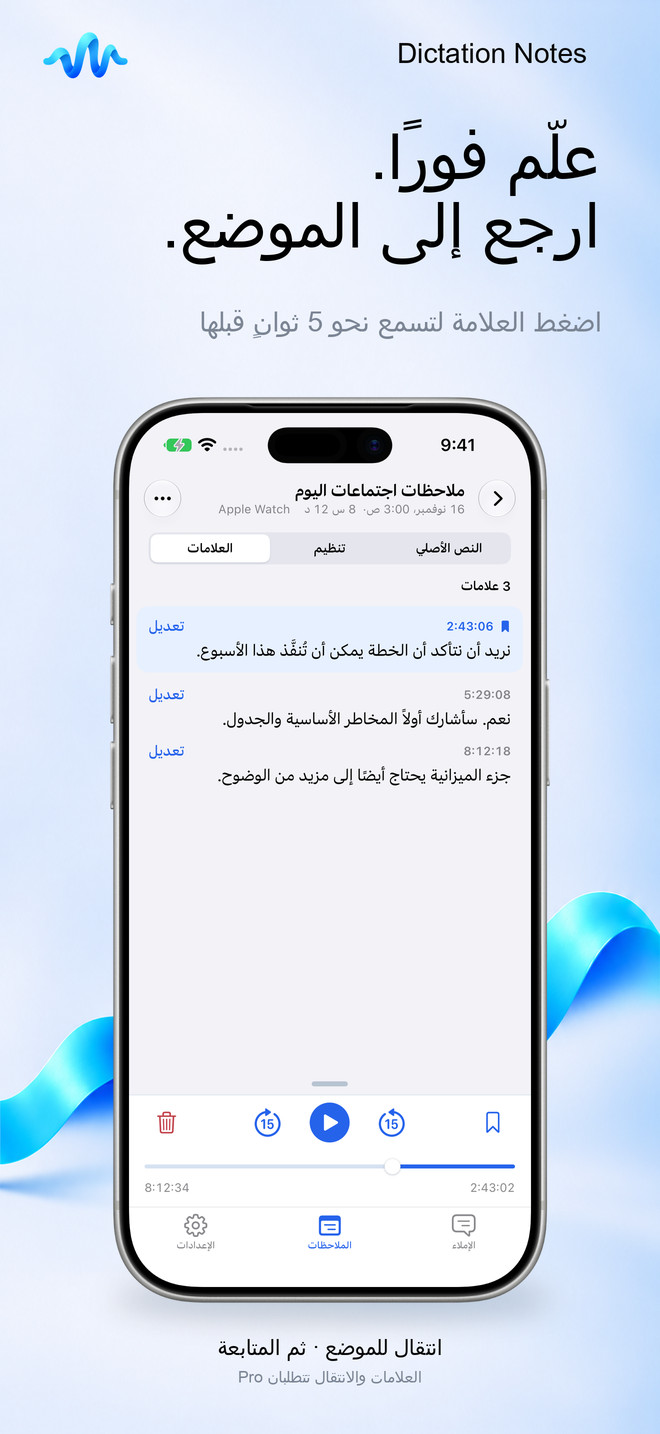 Dictation Notes
علّم فورًا.
ارجع إلى الموضع.
اضغط العلامة لتسمع نحو 5 ثوانٍ قبلها
9:41
ملاحظات اجتماعات اليوم
16 نوفمبر، 3:00 ص · 8 س 12 د Apple Watch
النص الأصلي تنظيم العلامات
3 علامات
2:43:06 تعديل
نريد أن نتأكد أن الخطة يمكن أن تُنفَّذ هذا الأسبوع.
5:29:08 تعديل
نعم. سأشارك أولاً المخاطر الأساسية والجدول.
8:12:18 تعديل
جزء الميزانية يحتاج أيضًا إلى مزيد من الوضوح.
15 15
2:43:02 8:12:34
الإملاء الملاحظات الإعدادات
انتقال للموضع · ثم المتابعة
العلامات والانتقال تتطلبان Pro